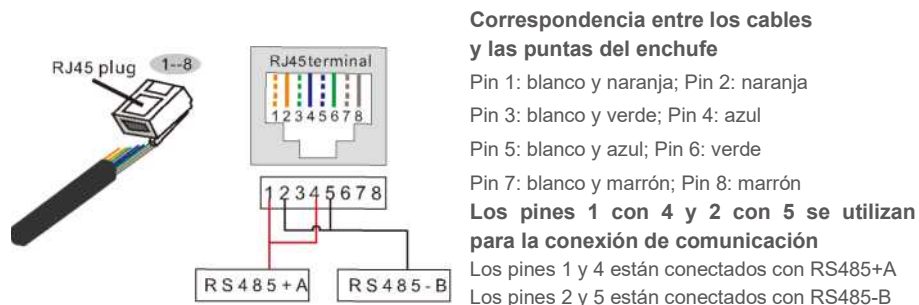 RJ45 plug
1--8
RJ45terminal
12345678
12345678
RS485+A
RS485-B
Correspondencia entre los cables
y las puntas del enchufe
Pin 1: blanco y naranja; Pin 2: naranja
Pin 3: blanco y verde; Pin 4: azul
Pin 5: blanco y azul; Pin 6: verde
Pin 7: blanco y marrón; Pin 8: marrón
Los pines 1 con 4 y 2 con 5 se utilizan
para la conexión de comunicación
Los pines 1 y 4 están conectados con RS485+A
Los pines 2 y 5 están conectados con RS485-B